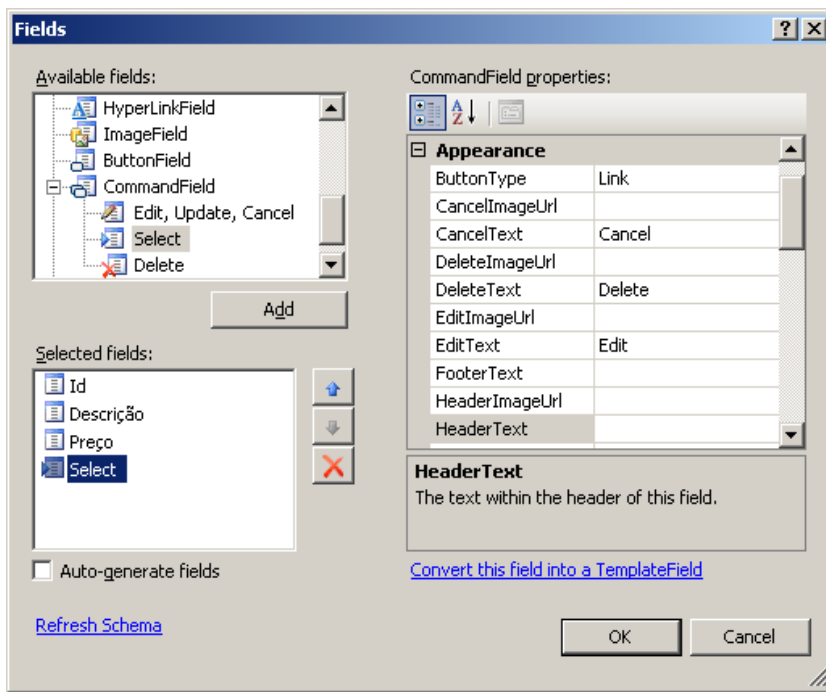 Fields
Available fields:
HyperLinkField
ImageField
ButtonField
CommandField
Edit, Update, Cancel
Select
Delete
Add
Selected fields:
Id
Descrição
Preço
Select
Auto-generate fields
Refresh Schema
CommandField properties:
Appearance
ButtonType Link
CancelImageUrl
CancelText Cancel
DeleteImageUrl
DeleteText Delete
EditImageUrl
EditText Edit
FooterText
HeaderImageUrl
HeaderText
HeaderText
The text within the header of this field.
Convert this field into a TemplateField
OK Cancel